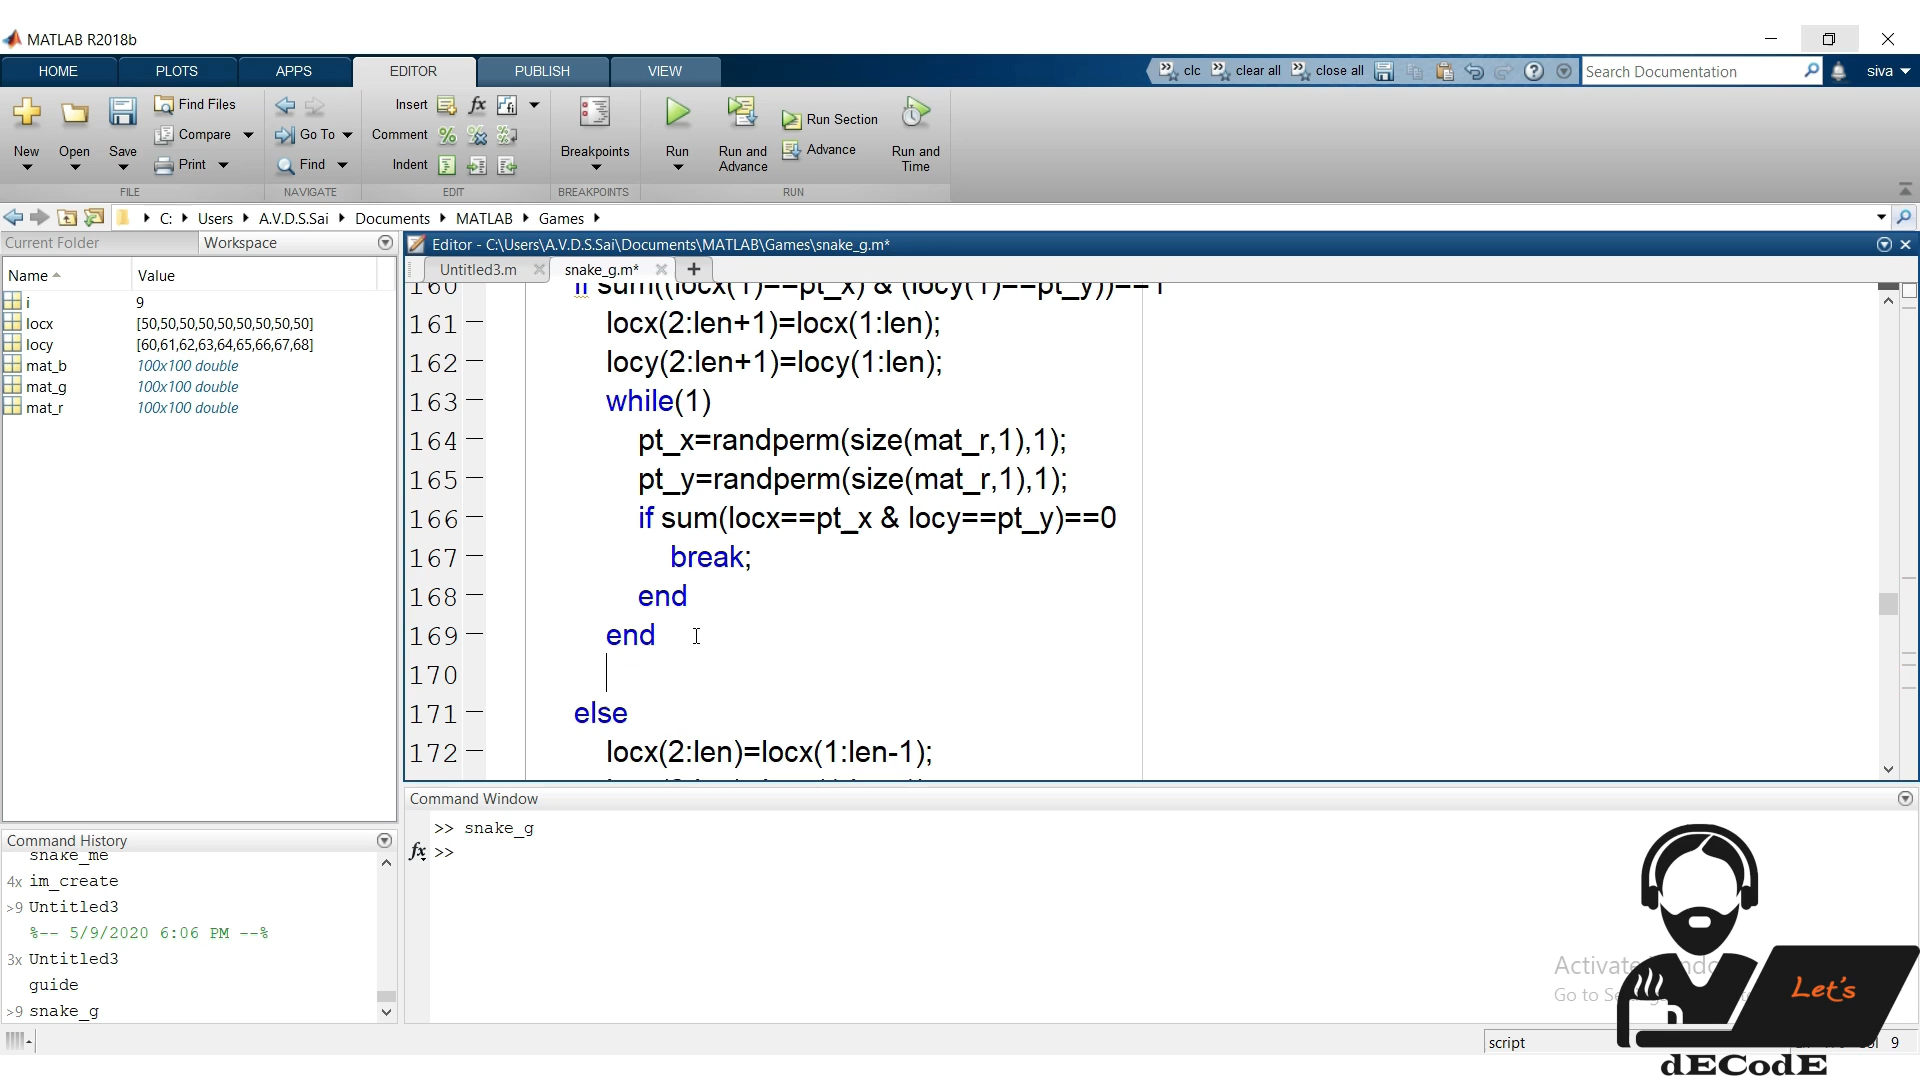 MATLAB R2018b
HOME PLOTS APPS EDITOR PUBLISH VIEW clc clear all close all Search Documentation siva
New Open Save Find Files Compare Print Go To Find Insert fx Comment Indent Breakpoints Run Run and Advance Run Section Advance Run and Time
FILE NAVIGATE EDIT BREAKPOINTS RUN
C: Users A.V.D.S.Sai Documents MATLAB Games
Current Folder Workspace
Editor - C:\Users\A.V.D.S.Sai\Documents\MATLAB\Games\snake_g.m*
Untitled3.m snake_g.m*
Name Value
i 9
locx [50,50,50,50,50,50,50,50,50]
locy [60,61,62,63,64,65,66,67,68]
mat_b 100x100 double
mat_g 100x100 double
mat_r 100x100 double
160 if sum((locx(1)==pt_x) & (locy(1)==pt_y))==1
161 locx(2:len+1)=locx(1:len);
162 locy(2:len+1)=locy(1:len);
163 while(1)
164 pt_x=randperm(size(mat_r,1),1);
165 pt_y=randperm(size(mat_r,1),1);
166 if sum(locx==pt_x & locy==pt_y)==0
167 break;
168 end
169 end
170
171 else
172 locx(2:len)=locx(1:len-1);
Command Window
>> snake_g
fx >>
Command History
snake_me
4x im_create
>9 Untitled3
%-- 5/9/2020 6:06 PM --%
3x Untitled3
guide
>9 snake_g
Go to
script
9
Let's
dECodE